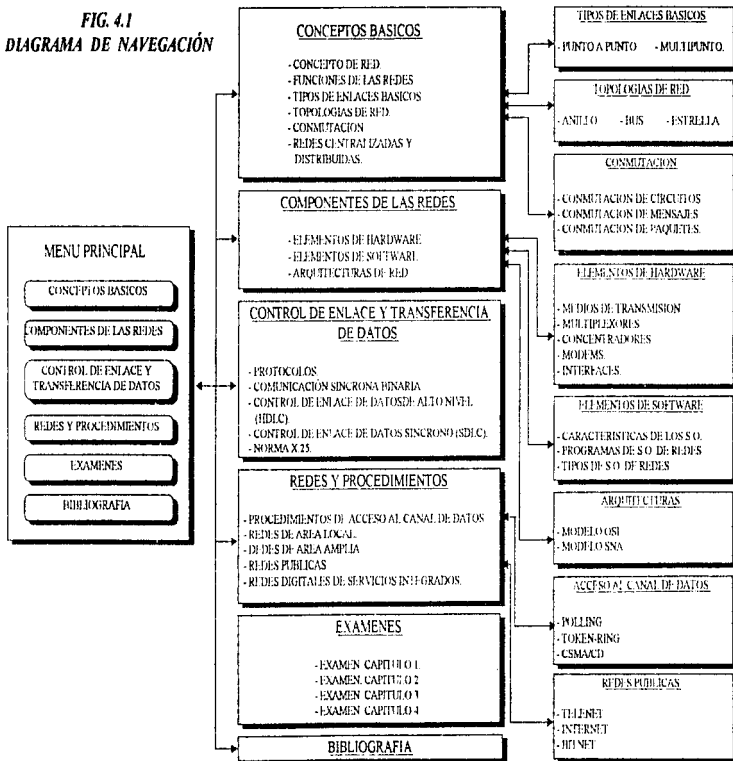 FIG. 4.1
DIAGRAMA DE NAVEGACIÓN
MENU PRINCIPAL
CONCEPTOS BASICOS
COMPONENTES DE LAS REDES
CONTROL DE ENLACE Y
TRANSFERENCIA DE DATOS
REDES Y PROCEDIMIENTOS
EXAMENES
BIBLIOGRAFIA
CONCEPTOS BASICOS
- CONCEPTO DE RED.
- FUNCIONES DE LAS REDES
- TIPOS DE ENLACES BASICOS
- TOPOLOGIAS DE RED.
- CONMUTACION
- REDES CENTRALIZADAS Y
DISTRIBUIDAS.
COMPONENTES DE LAS REDES
- ELEMENTOS DE HARDWARE
- ELEMENTOS DE SOFTWARE.
- ARQUITECTURAS DE RED
CONTROL DE ENLACE Y TRANSFERENCIA
DE DATOS
- PROTOCOLOS
- COMUNICACIÓN SINCRONA BINARIA
- CONTROL DE ENLACE DE DATOSDE ALTO NIVEL
(HDLC).
- CONTROL DE ENLACE DE DATOS SINCRONO (SDLC).
- NORMA X 25.
REDES Y PROCEDIMIENTOS
- PROCEDIMIENTOS DE ACCESO AL CANAL DE DATOS
- REDES DE AREA LOCAL.
- DEDES DE AREA AMPLIA
- REDES PUBLICAS
- REDES DIGITALES DE SERVICIOS INTEGRADOS.
EXAMENES
- EXAMEN CAPITULO 1
- EXAMEN. CAPITULO 2
- EXAMEN CAPITULO 3
- EXAMEN CAPITULO 4
BIBLIOGRAFIA
TIPOS DE ENLACES BASICOS
- PUNTO A PUNTO - MULTIPUNTO.
TOPOLOGIAS DE RED
- ANILLO - BUS - ESTRELLA
CONMUTACION
- CONMUTACION DE CIRCUITOS
- CONMUTACION DE MENSAJES
- CONMUTACION DE PAQUETES.
ELEMENTOS DE HARDWARE
- MEDIOS DE TRANSMISION
- MULTIPLEXORES
- CONCENTRADORES
- MODEMS.
- INTERFACES.
ELEMENTOS DE SOFTWARE
- CARACTERISTICAS DE LOS S.O.
- PROGRAMAS DE S.O. DE REDES
- TIPOS DE S.O. DE REDES
ARQUITECTURAS
- MODELO OSI
- MODELO SNA
ACCESO AL CANAL DE DATOS
- POLLING
- TOKEN-RING
- CSMA/CD
REDES PUBLICAS
- TELENET
- INTERNET
- BITNET